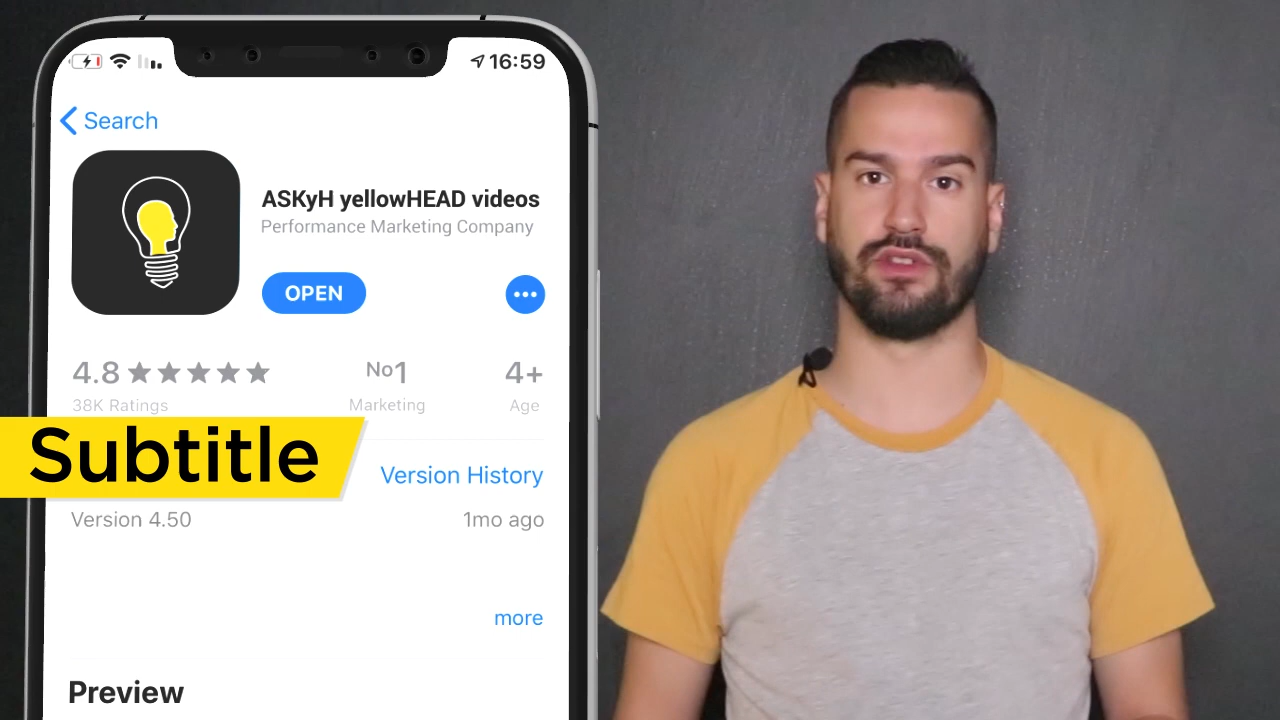 16:59
Search
ASKyH yellowHEAD videos
Performance Marketing Company
OPEN
4.8
No1
4+
38K Ratings
Marketing
Age
Subtitle
Version History
Version 4.50
1mo ago
more
Preview